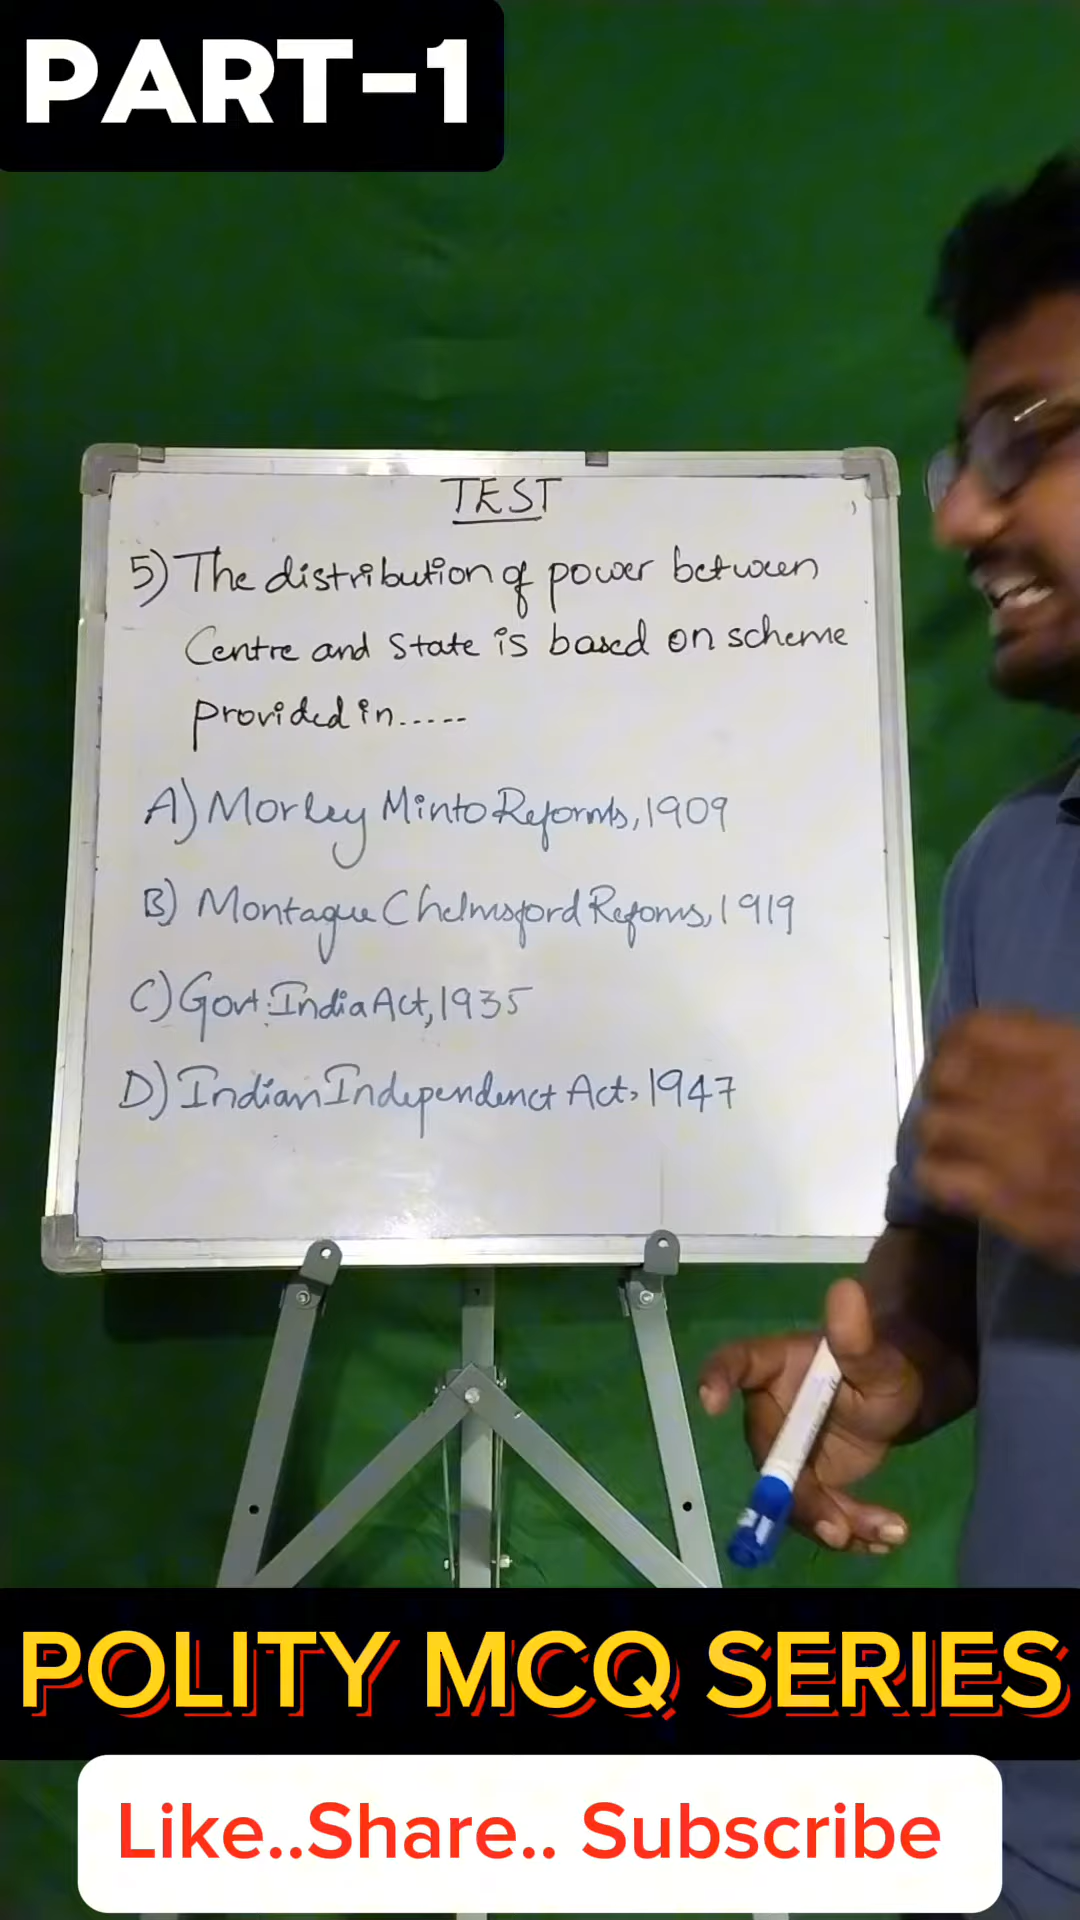 PART-1
TEST
5) The distribution of power between
Centre and State is based on scheme
provided in.....
A) Morley Minto Reforms, 1909
B) Montague Chelmsford Reforms, 1919
C) Govt. India Act, 1935
D) Indian Independenct Act, 1947
POLITY MCQ SERIES
Like..Share.. Subscribe